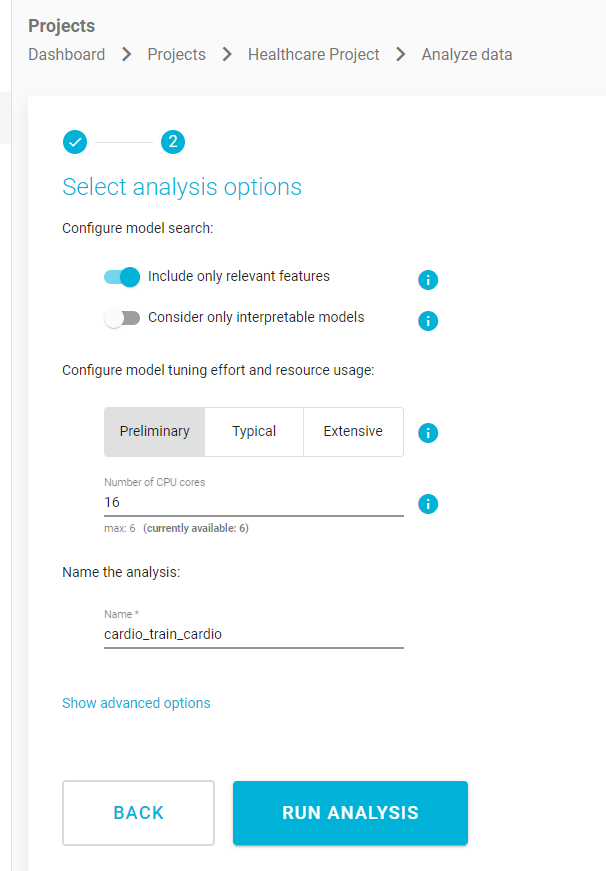 Projects
Dashboard > Projects > Healthcare Project > Analyze data
2
Select analysis options
Configure model search:
Include only relevant features
Consider only interpretable models
Configure model tuning effort and resource usage:
Preliminary Typical Extensive
Number of CPU cores
16
max: 6 (currently available: 6)
Name the analysis:
Name *
cardio_train_cardio
Show advanced options
BACK RUN ANALYSIS